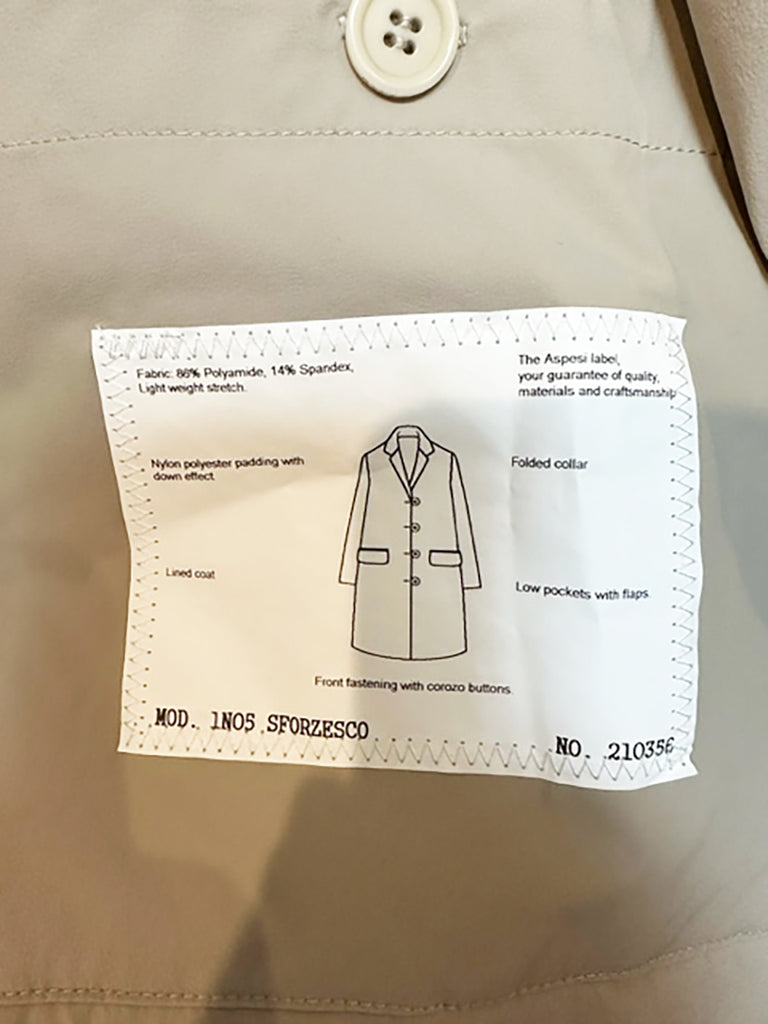 Fabric: 86% Polyamide, 14% Spandex,
Light weight stretch.
The Aspesi label,
your guarantee of quality,
materials and craftsmanship
Nylon polyester padding with
down effect
Folded collar
Lined coat
Low pockets with flaps
Front fastening with corozo buttons.
MOD. 1N05 SFORZESCO
NO. 210356